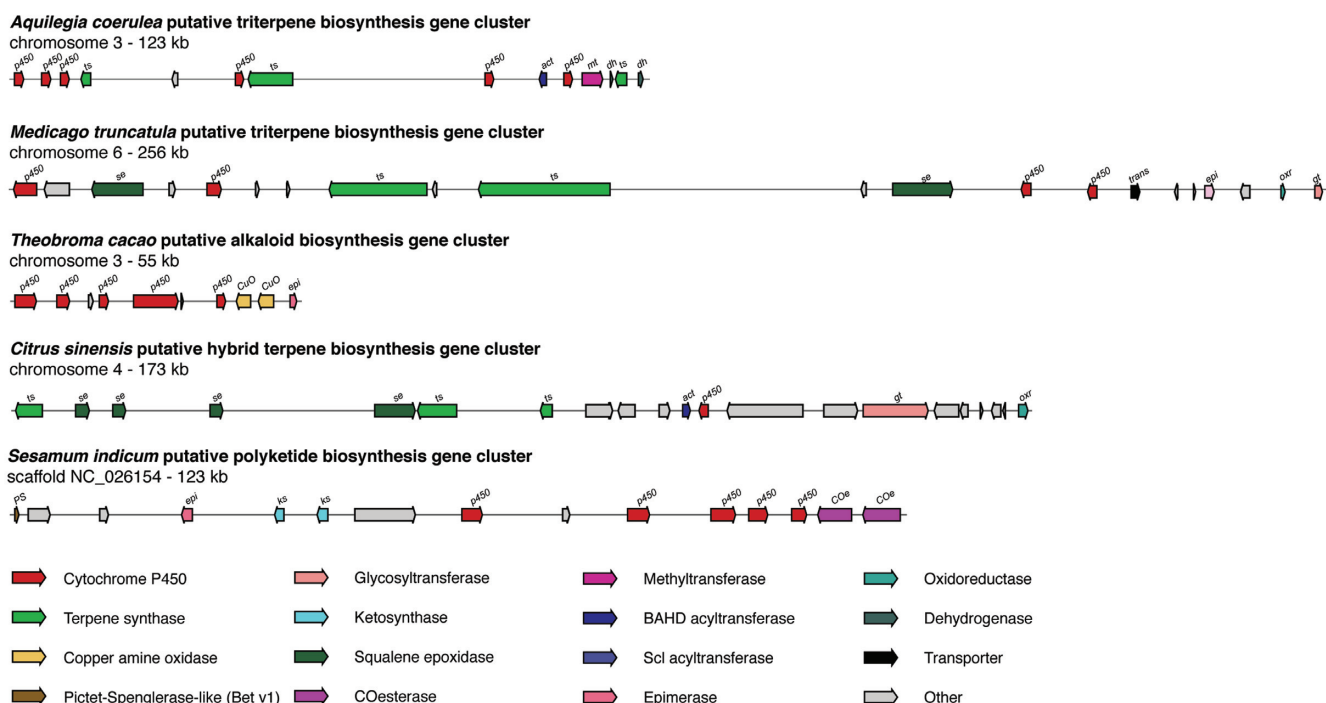 Aquilegia coerulea putative triterpene biosynthesis gene cluster
chromosome 3 - 123 kb
p450 p450 p450 ts p450 ts p450 act p450 mt dh ts dh
Medicago truncatula putative triterpene biosynthesis gene cluster
chromosome 6 - 256 kb
p450 se p450 ts ts se p450 p450 trans epi oxr gt
Theobroma cacao putative alkaloid biosynthesis gene cluster
chromosome 3 - 55 kb
p450 p450 p450 p450 p450 CuO CuO epi
Citrus sinensis putative hybrid terpene biosynthesis gene cluster
chromosome 4 - 173 kb
ts se se se se ts ts act p450 gt oxr
Sesamum indicum putative polyketide biosynthesis gene cluster
scaffold NC_026154 - 123 kb
PS epi ks ks p450 p450 p450 p450 p450 COe COe
Cytochrome P450 Glycosyltransferase Methyltransferase Oxidoreductase
Terpene synthase Ketosynthase BAHD acyltransferase Dehydrogenase
Copper amine oxidase Squalene epoxidase Scl acyltransferase Transporter
Pictet-Spenglerase-like (Bet v1) COesterase Epimerase Other